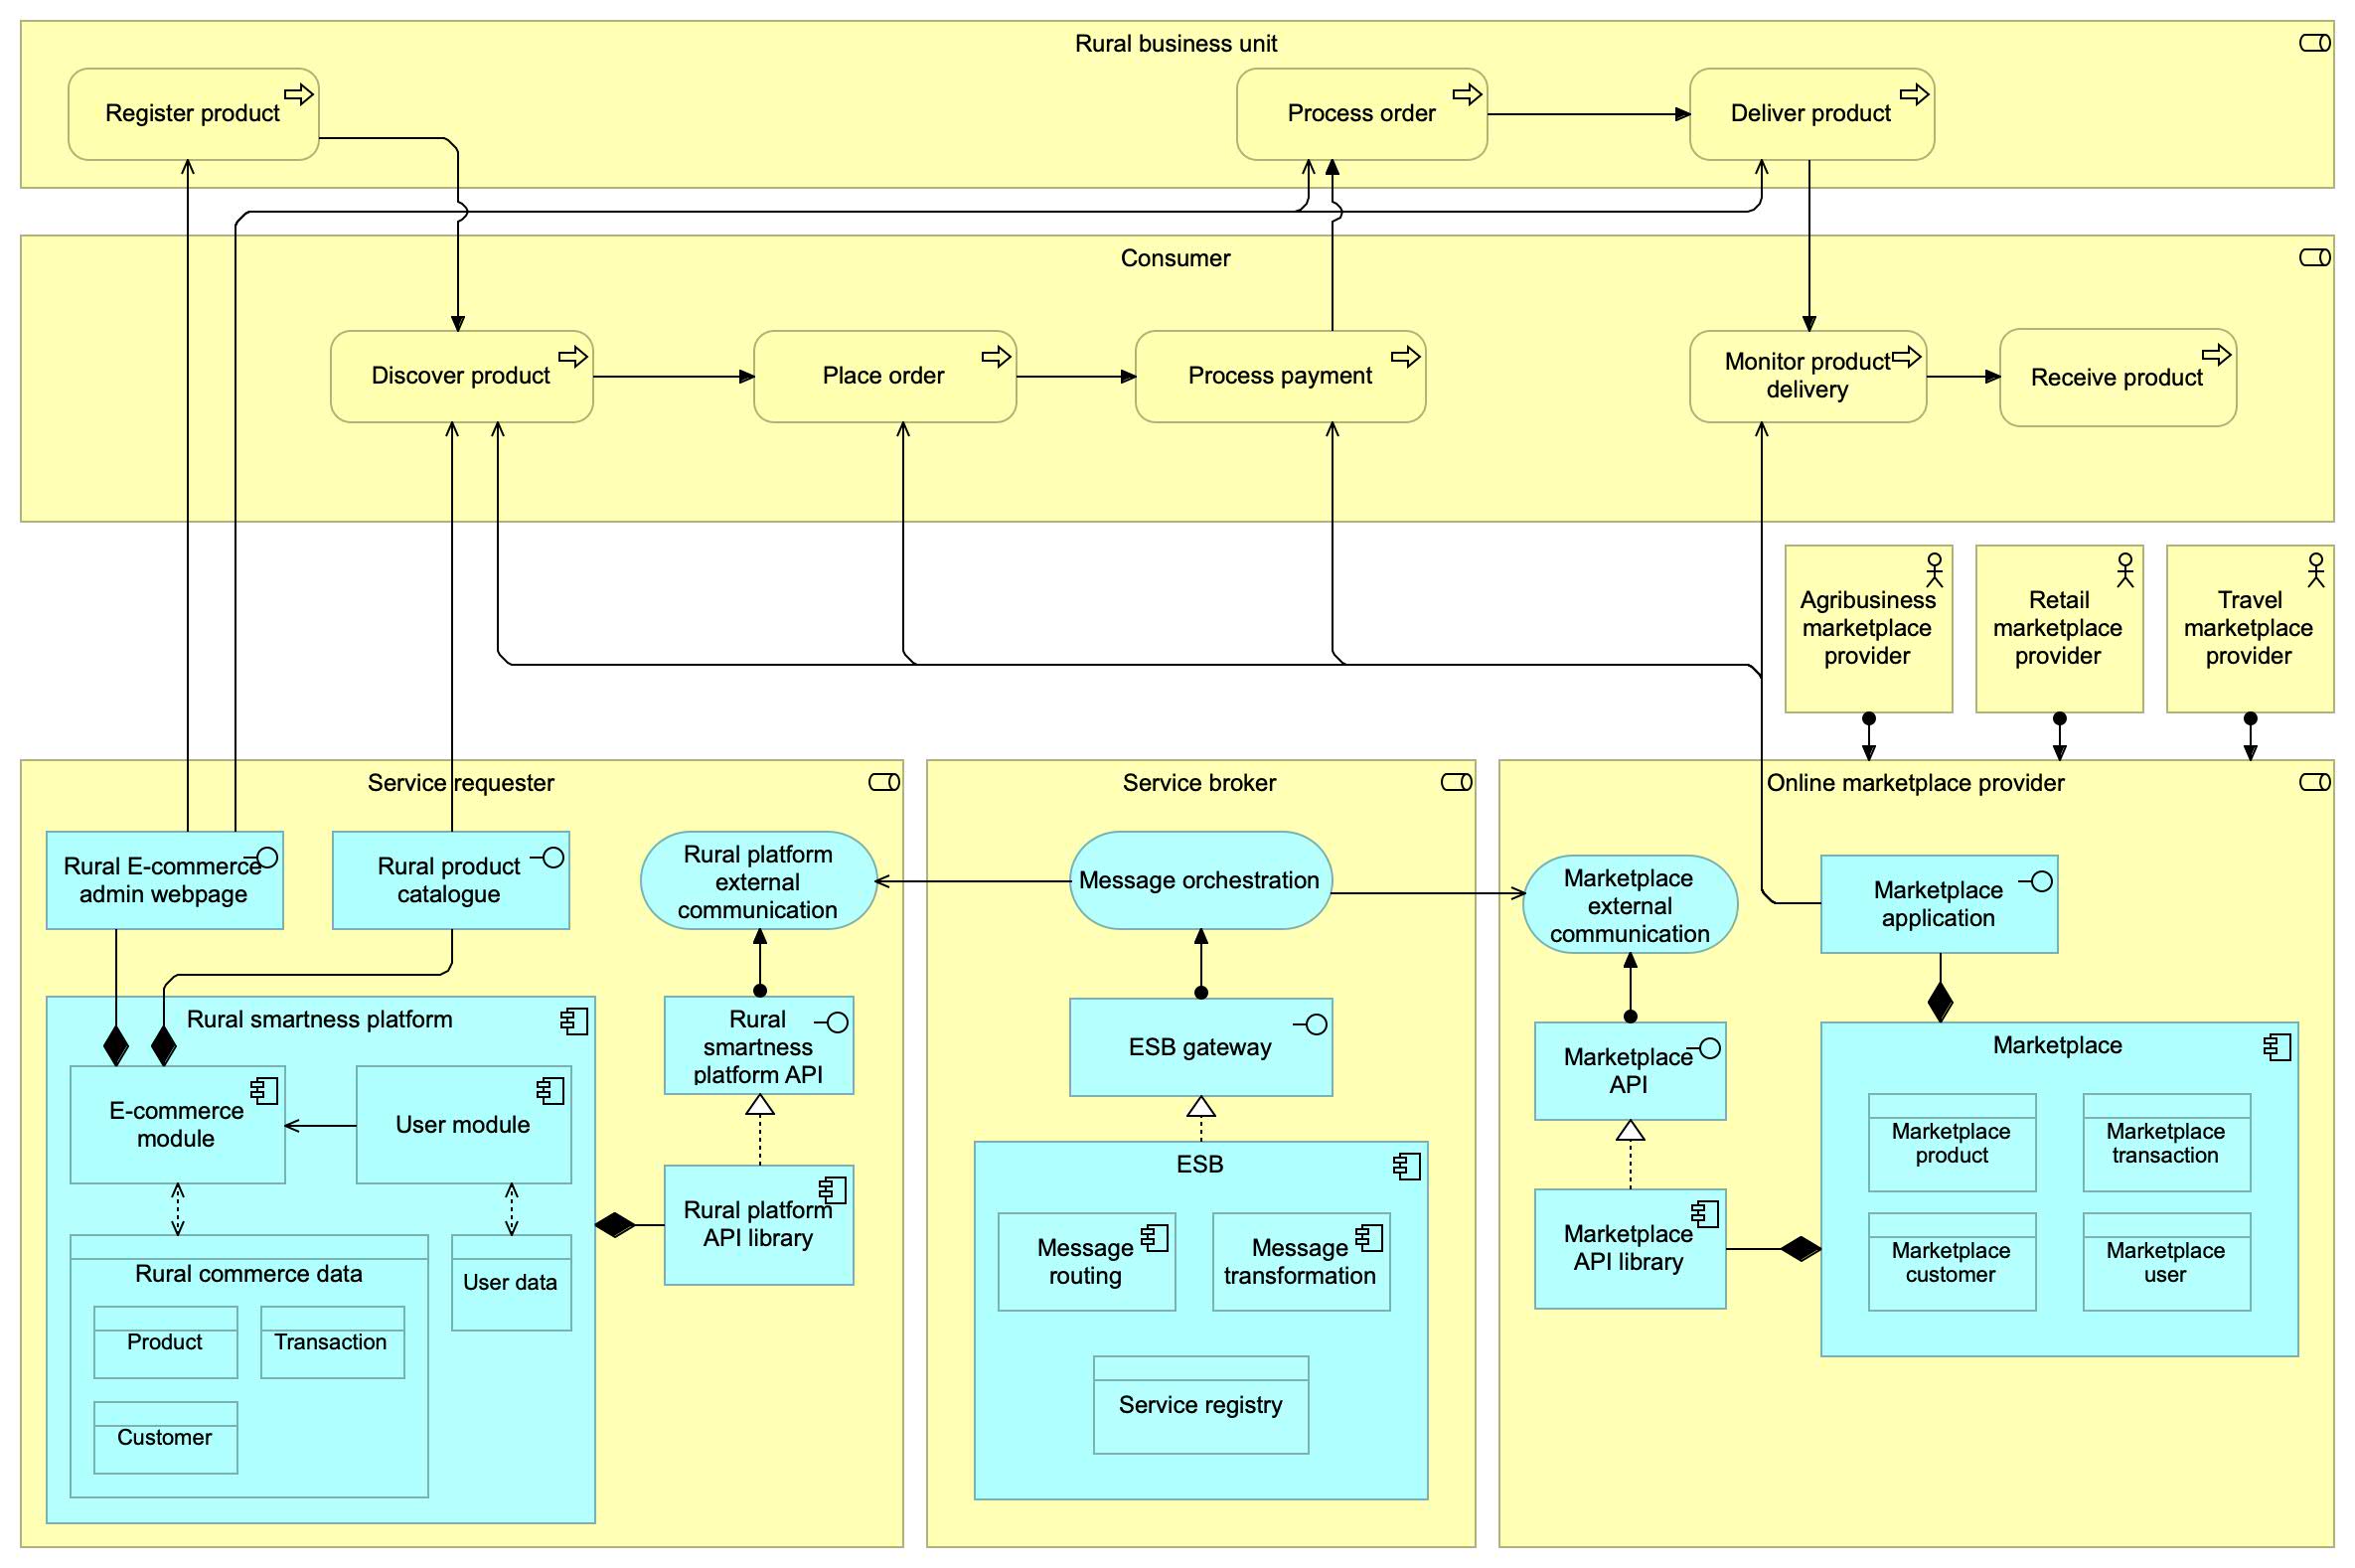 Rural business unit
Register product
Process order
Deliver product
Consumer
Discover product
Place order
Process payment
Monitor product
delivery
Receive product
Agribusiness
marketplace
provider
Retail
marketplace
provider
Travel
marketplace
provider
Service requester
Rural E-commerce
admin webpage
Rural product
catalogue
Rural platform
external
communication
Rural smartness platform
Rural
smartness
platform API
E-commerce
module
User module
Rural platform
API library
Rural commerce data
User data
Product
Transaction
Customer
Service broker
Message orchestration
ESB gateway
ESB
Message
routing
Message
transformation
Service registry
Online marketplace provider
Marketplace
external
communication
Marketplace
application
Marketplace
API
Marketplace
Marketplace
API library
Marketplace
product
Marketplace
transaction
Marketplace
customer
Marketplace
user